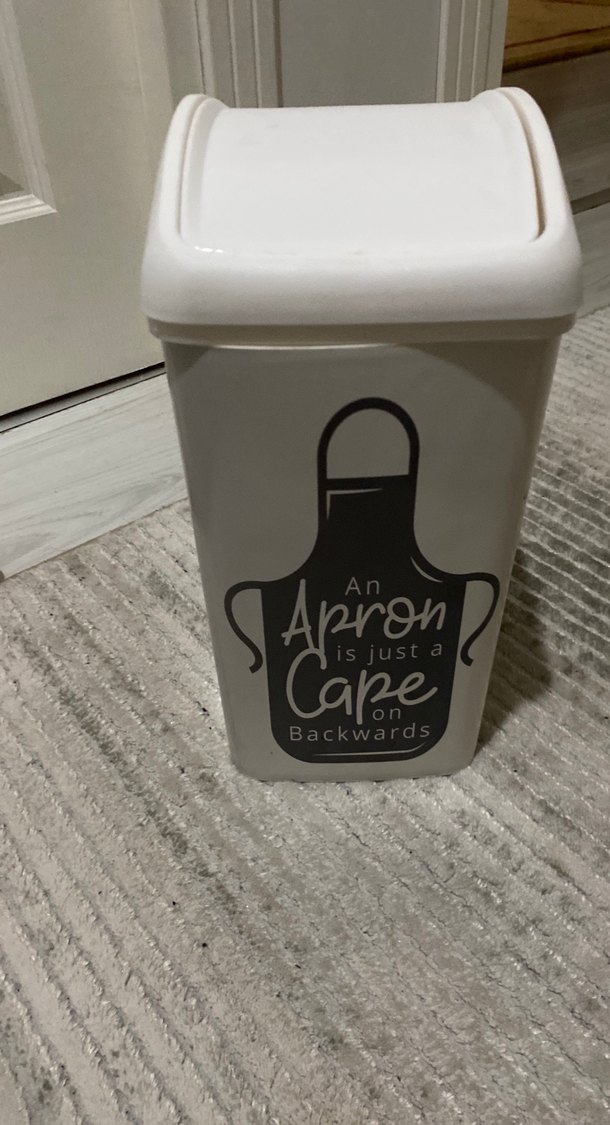 An
Apron
is just a
Cape
on
Backwards